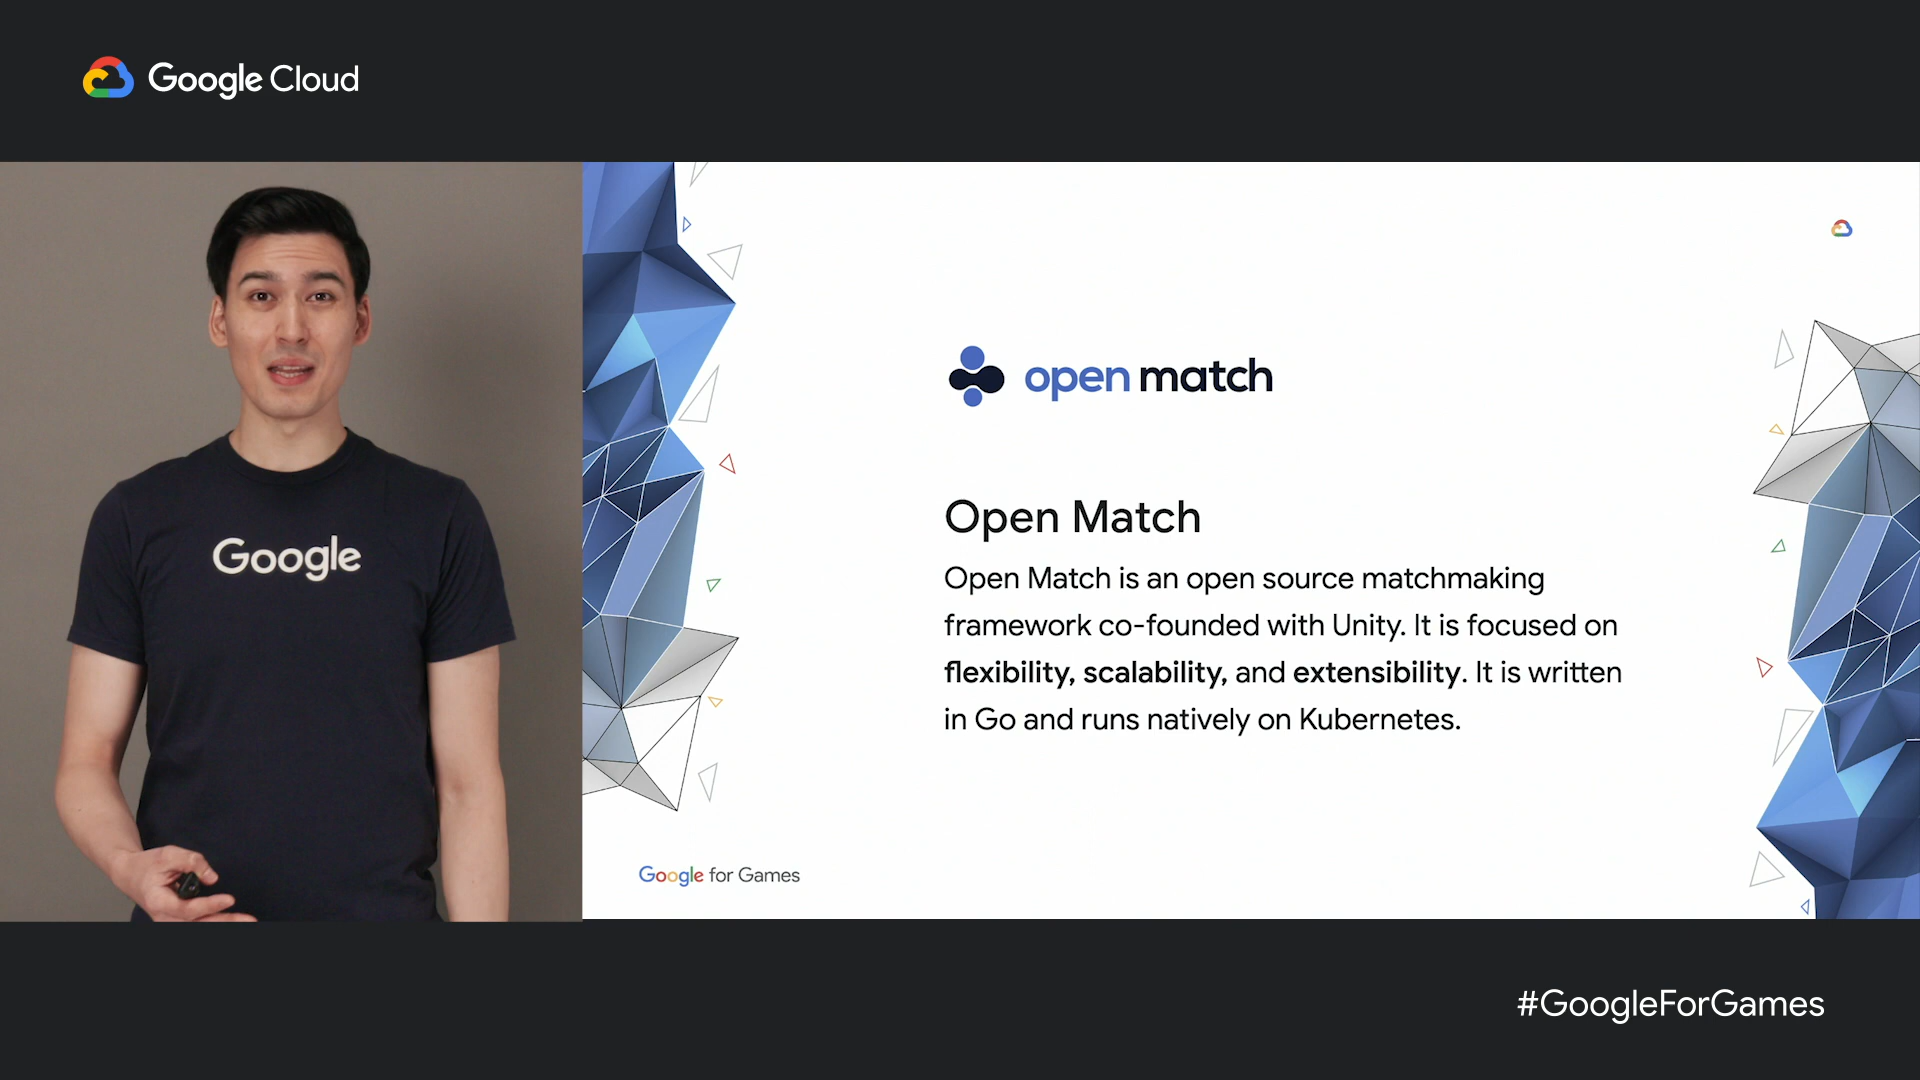 Google Cloud
Google
open match
Open Match
Open Match is an open source matchmaking
framework co-founded with Unity. It is focused on
flexibility, scalability, and extensibility. It is written
in Go and runs natively on Kubernetes.
Google for Games
#GoogleForGames